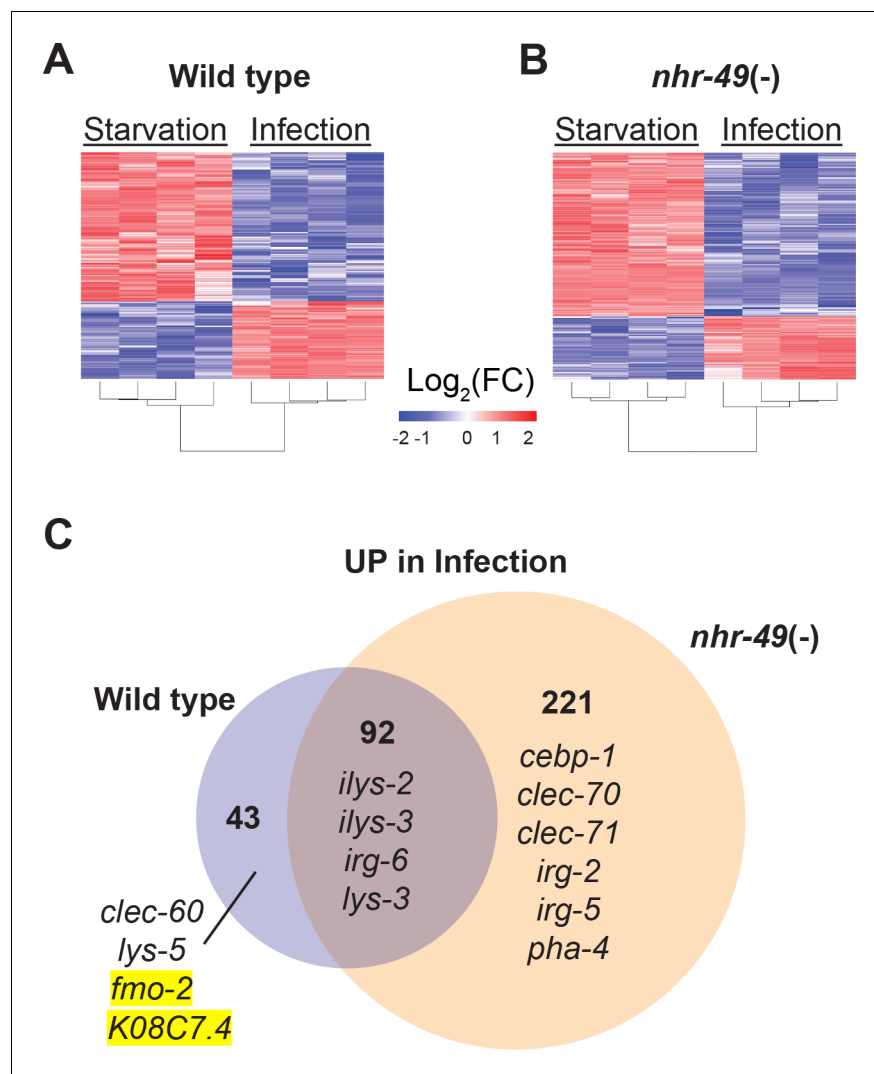 A
Wild type
Starvation Infection
B
nhr-49(-)
Starvation Infection
Log2(FC)
-2 -1 0 1 2
C
UP in Infection
nhr-49(-)
Wild type
43
clec-60
lys-5
fmo-2
K08C7.4
92
ilys-2
ilys-3
irg-6
lys-3
221
cebp-1
clec-70
clec-71
irg-2
irg-5
pha-4